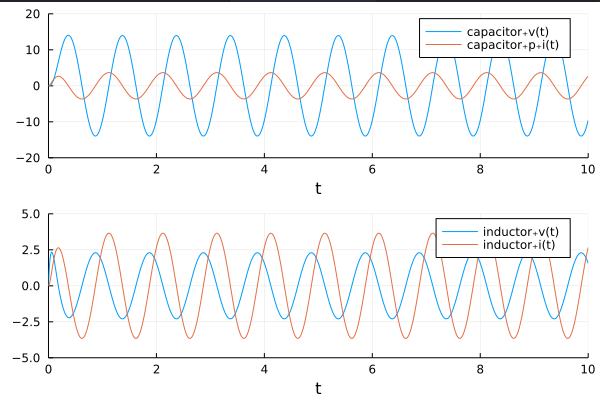 20
10
0
−10
−20
0 2 4 6 8 10
t
capacitor₊v(t)
capacitor₊p₊i(t)
5.0
2.5
0.0
−2.5
−5.0
0 2 4 6 8 10
t
inductor₊v(t)
inductor₊i(t)